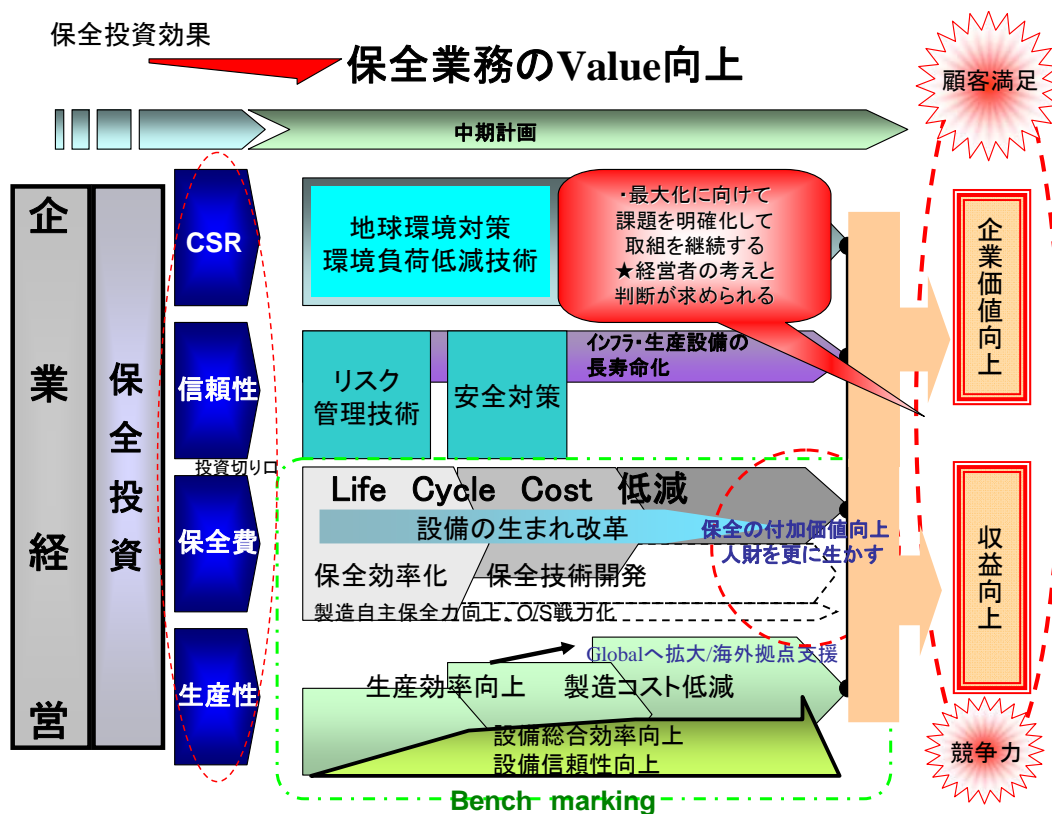 保全投資効果
保全業務のValue向上
顧客満足
中期計画
企業経営
保全投資
CSR
信頼性
投資切り口
保全費
生産性
地球環境対策
環境負荷低減技術
・最大化に向けて
課題を明確化して
取組を継続する
★経営者の考えと
判断が求められる
リスク
管理技術
安全対策
インフラ・生産設備の
長寿命化
Life Cycle Cost 低減
設備の生まれ改革
保全の付加価値向上
人財を更に生かす
保全効率化
保全技術開発
製造自主保全力向上、O/S戦力化
Globalへ拡大/海外拠点支援
生産効率向上
製造コスト低減
設備総合効率向上
設備信頼性向上
Bench marking
企業価値向上
収益向上
競争力